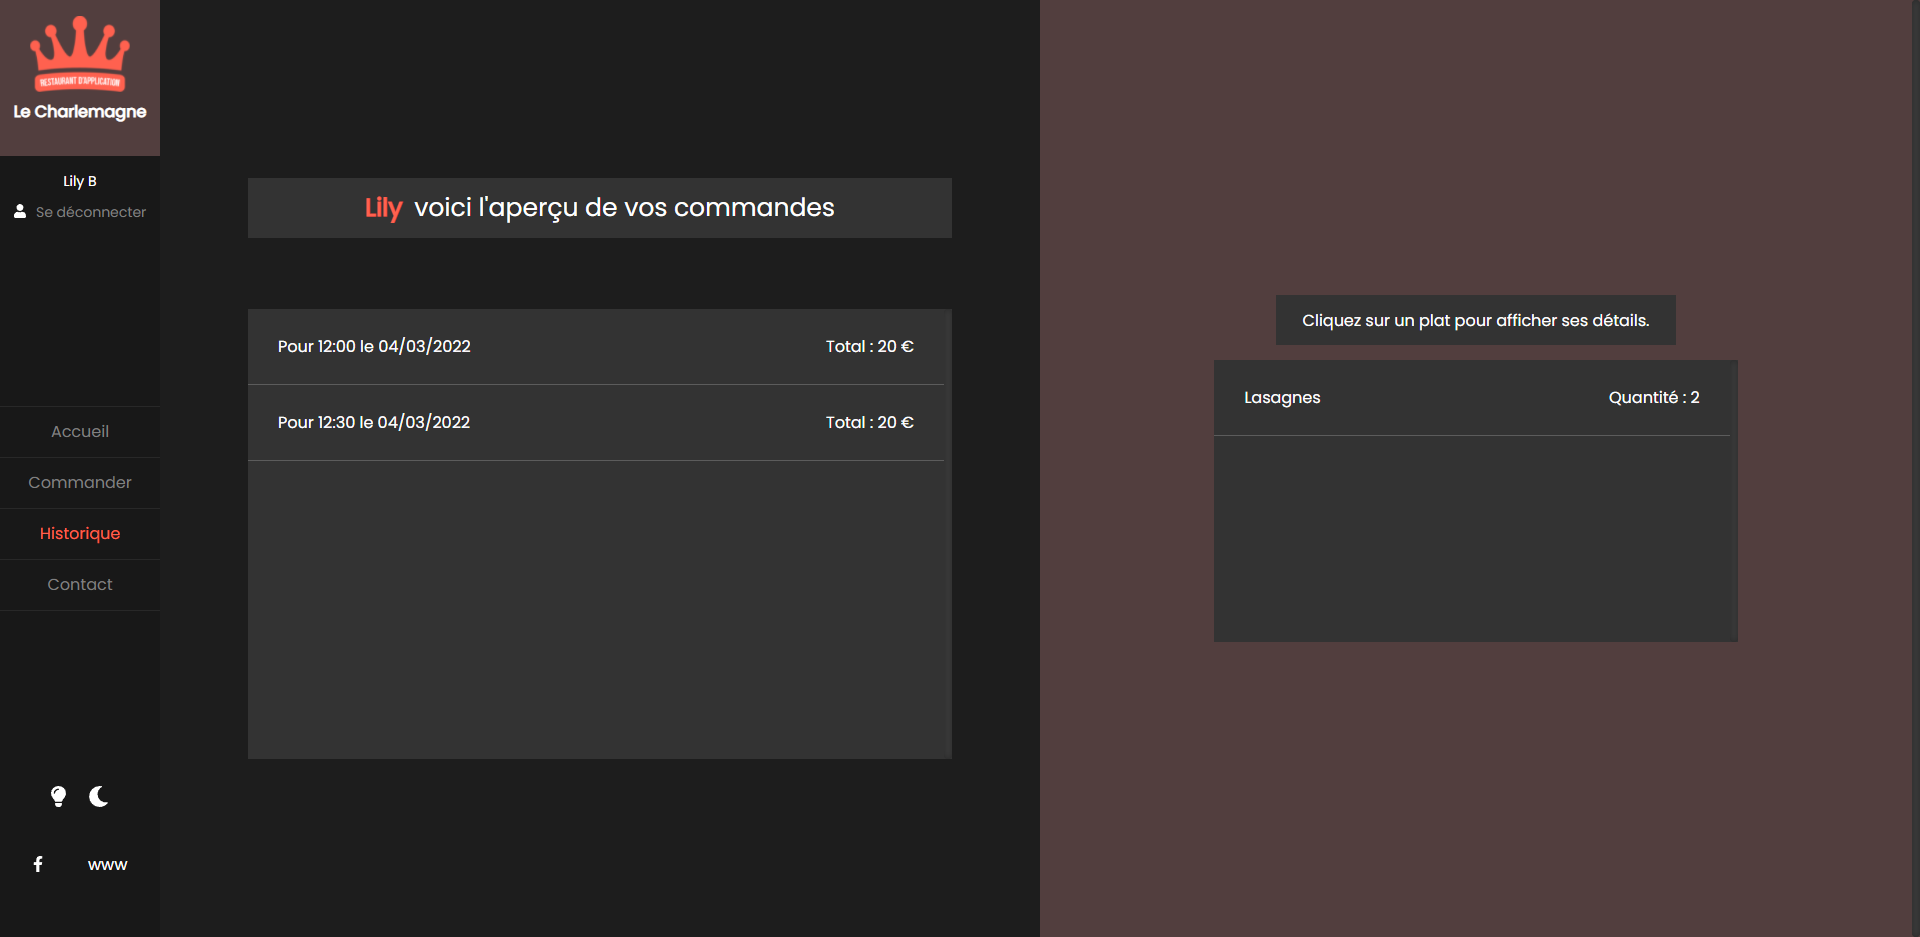 RESTAURANT D'APPLICATION
Le Charlemagne
Lily B
Se déconnecter
Accueil
Commander
Historique
Contact
www
Lily voici l'aperçu de vos commandes
Pour 12:00 le 04/03/2022 Total : 20 €
Pour 12:30 le 04/03/2022 Total : 20 €
Cliquez sur un plat pour afficher ses détails.
Lasagnes Quantité : 2